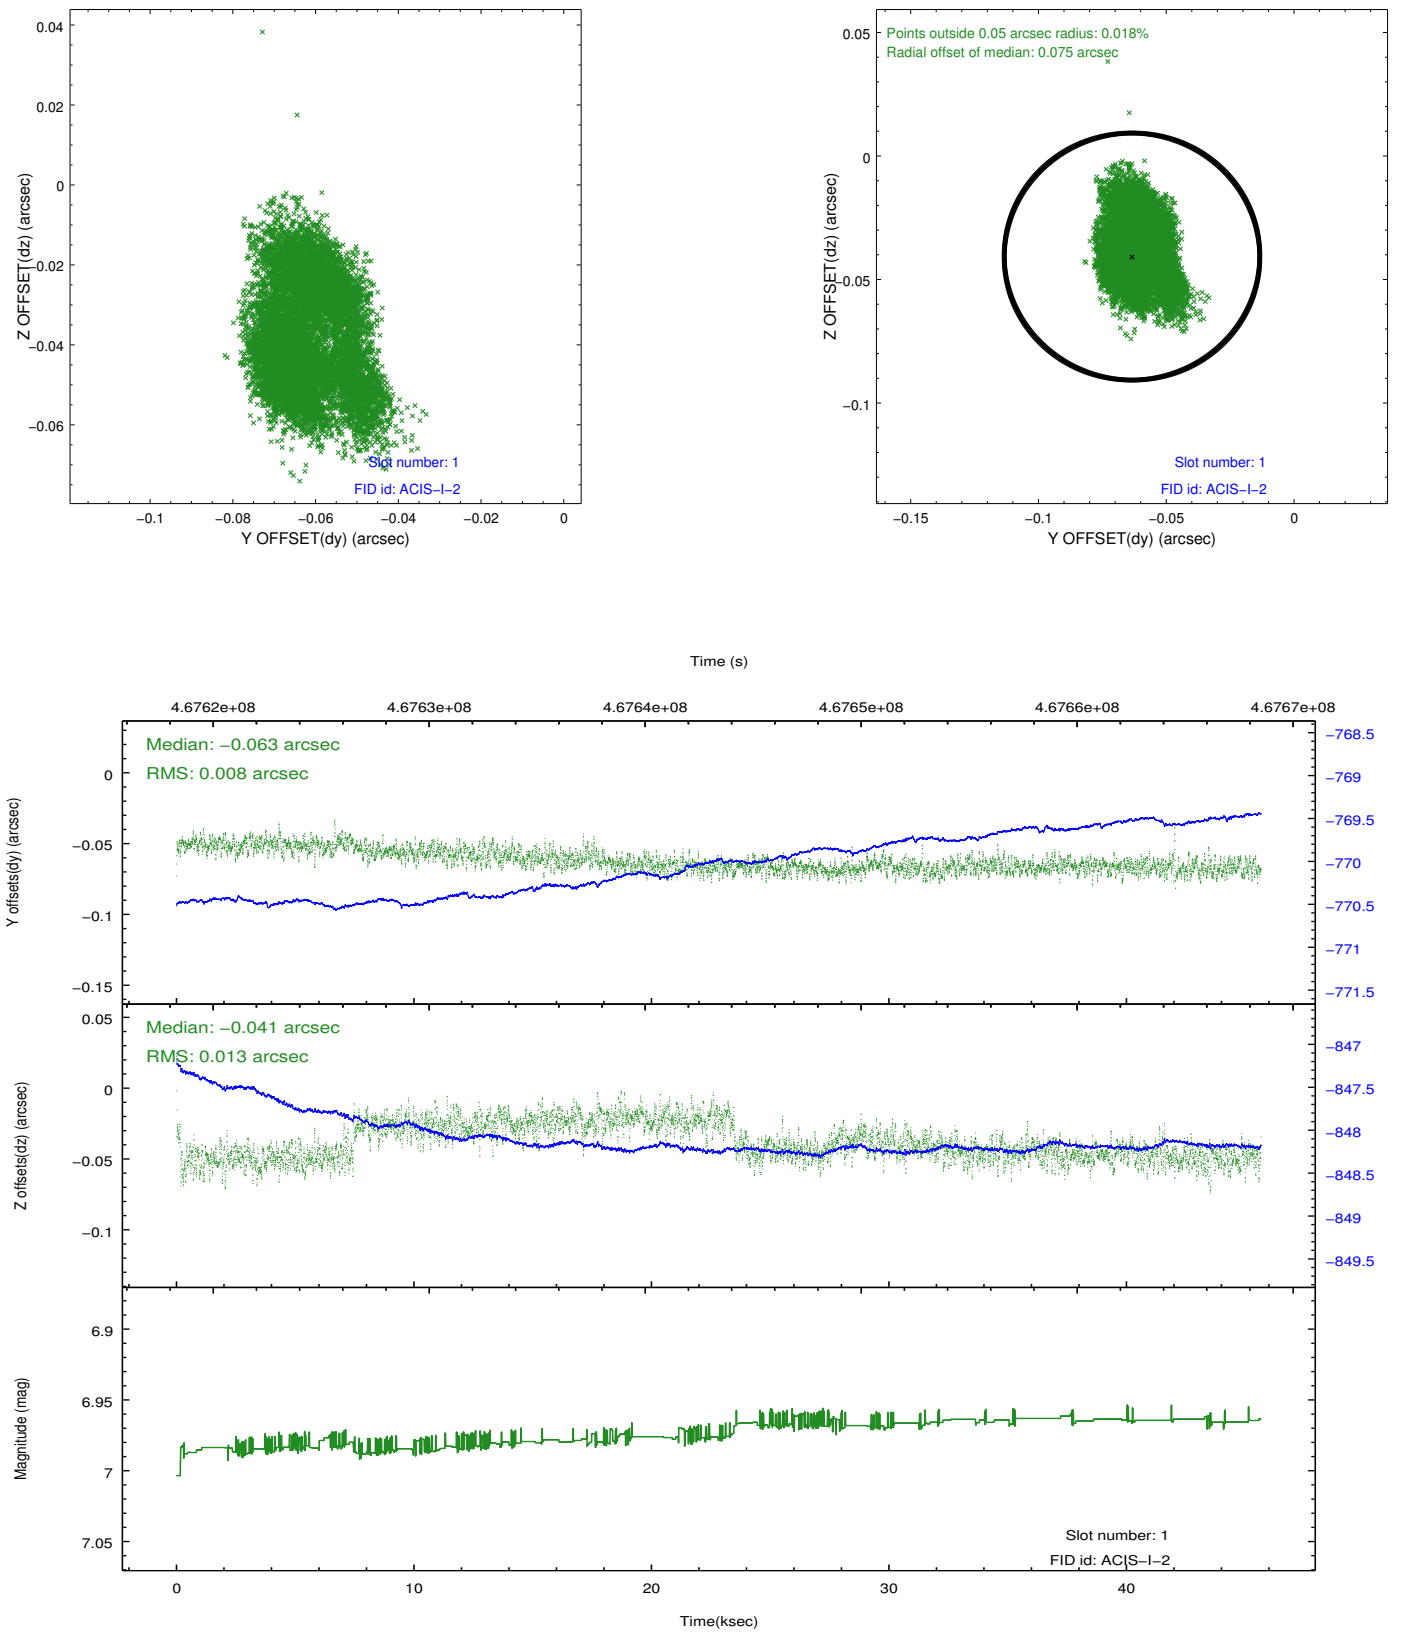 0.04
0.02
0
−0.02
−0.04
−0.06
Z OFFSET(dz) (arcsec)
Slot number: 1
FID id: ACIS−I−2
−0.1
−0.08
−0.06
−0.04
−0.02
0
Y OFFSET(dy) (arcsec)
Points outside 0.05 arcsec radius: 0.018%
Radial offset of median: 0.075 arcsec
0.05
0
−0.05
−0.1
Z OFFSET(dz) (arcsec)
Slot number: 1
FID id: ACIS−I−2
−0.15
−0.1
−0.05
0
Y OFFSET(dy) (arcsec)
Time (s)
4.6762e+08
4.6763e+08
4.6764e+08
4.6765e+08
4.6766e+08
4.6767e+08
Median: −0.063 arcsec
RMS: 0.008 arcsec
0
−0.05
−0.1
−0.15
Y offsets(dy) (arcsec)
−768.5
−769
−769.5
−770
−770.5
−771
−771.5
Median: −0.041 arcsec
RMS: 0.013 arcsec
0.05
0
−0.05
−0.1
Z offsets(dz) (arcsec)
−847
−847.5
−848
−848.5
−849
−849.5
6.9
6.95
7
7.05
Magnitude (mag)
Slot number: 1
FID id: ACIS−I−2
0
10
20
30
40
Time(ksec)